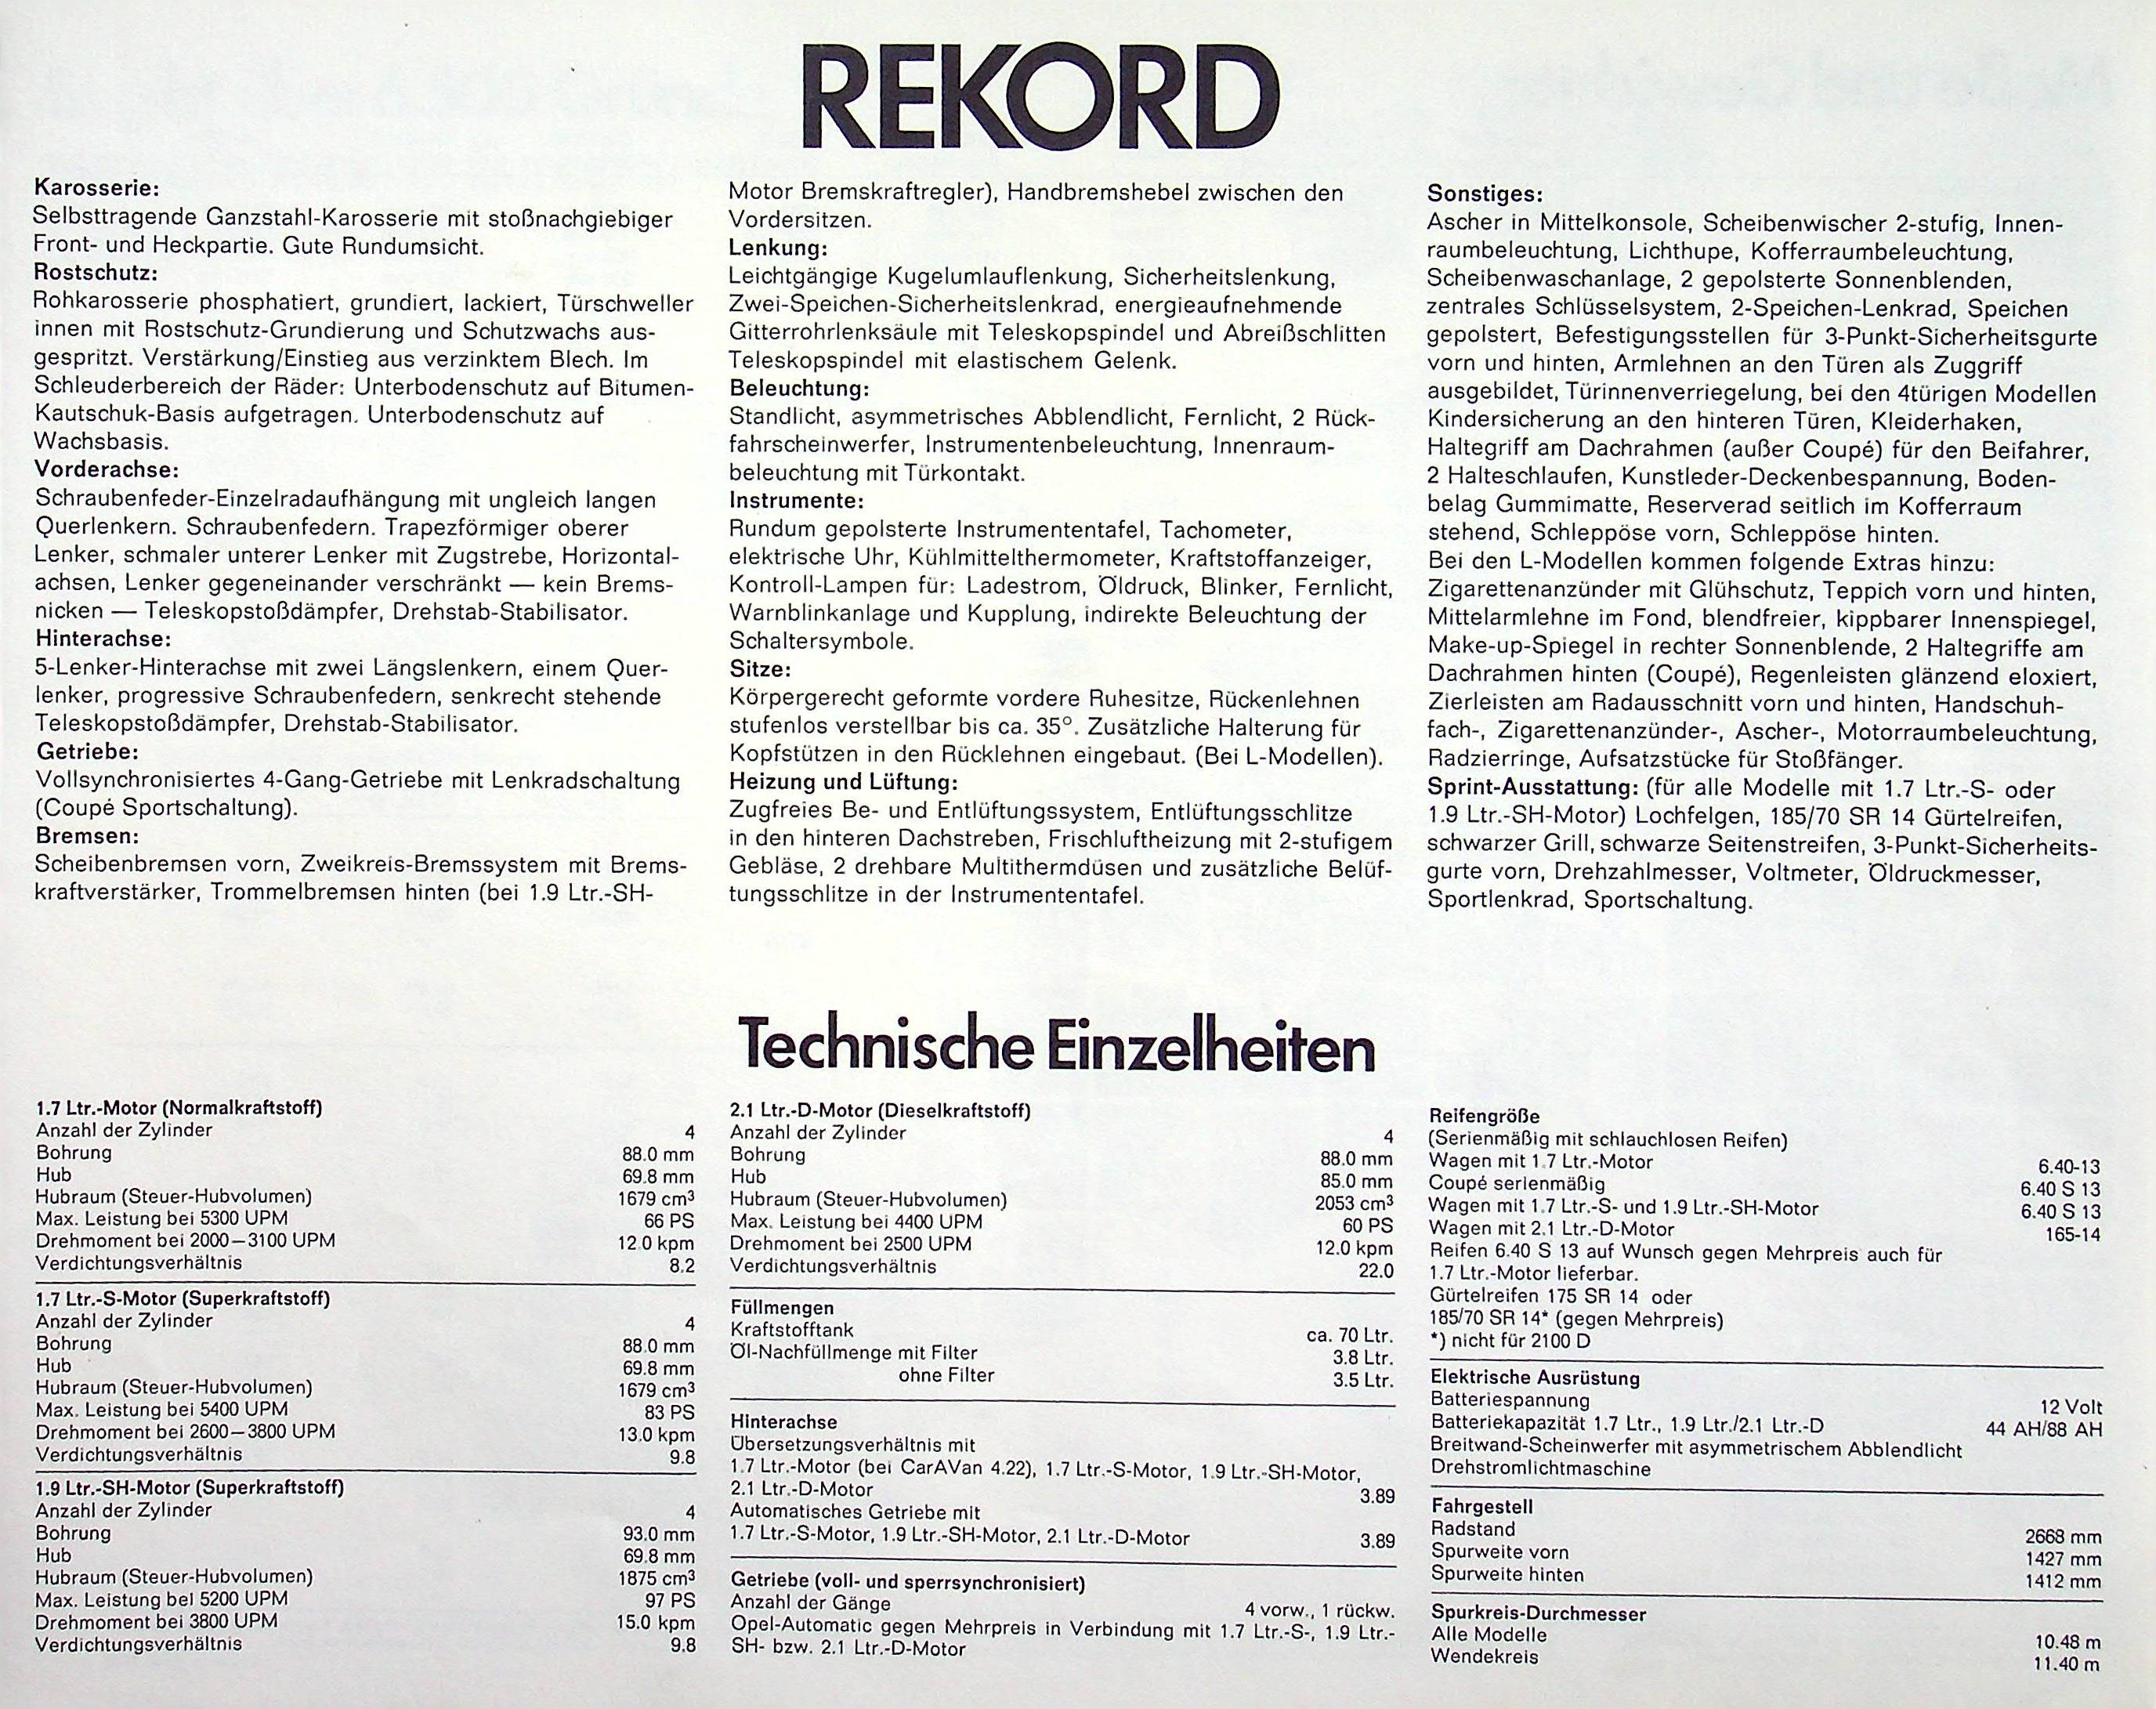 REKORD
Karosserie:
Selbsttragende Ganzstahl-Karosserie mit stoßnachgiebiger
Front- und Heckpartie. Gute Rundumsicht.
Rostschutz:
Rohkarosserie phosphatiert, grundiert, lackiert, Türschweller
innen mit Rostschutz-Grundierung und Schutzwachs aus-
gespritzt. Verstärkung/Einstieg aus verzinktem Blech. Im
Schleuderbereich der Räder: Unterbodenschutz auf Bitumen-
Kautschuk-Basis aufgetragen. Unterbodenschutz auf
Wachsbasis.
Vorderachse:
Schraubenfeder-Einzelradaufhängung mit ungleich langen
Querlenkern. Schraubenfedern. Trapezförmiger oberer
Lenker, schmaler unterer Lenker mit Zugstrebe, Horizontal-
achsen, Lenker gegeneinander verschränkt — kein Brems-
nicken — Teleskopstoßdämpfer, Drehstab-Stabilisator.
Hinterachse:
5-Lenker-Hinterachse mit zwei Längslenkern, einem Quer-
lenker, progressive Schraubenfedern, senkrecht stehende
Teleskopstoßdämpfer, Drehstab-Stabilisator.
Getriebe:
Vollsynchronisiertes 4-Gang-Getriebe mit Lenkradschaltung
(Coupé Sportschaltung).
Bremsen:
Scheibenbremsen vorn, Zweikreis-Bremssystem mit Brems-
kraftverstärker, Trommelbremsen hinten (bei 1.9 Ltr.-SH-
Motor Bremskraftregler), Handbremshebel zwischen den
Vordersitzen.
Lenkung:
Leichtgängige Kugelumlauflenkung, Sicherheitslenkung,
Zwei-Speichen-Sicherheitslenkrad, energieaufnehmende
Gitterrohrlenksäule mit Teleskopspindel und Abreißschlitten
Teleskopspindel mit elastischem Gelenk.
Beleuchtung:
Standlicht, asymmetrisches Abblendlicht, Fernlicht, 2 Rück-
fahrscheinwerfer, Instrumentenbeleuchtung, Innenraum-
beleuchtung mit Türkontakt.
Instrumente:
Rundum gepolsterte Instrumententafel, Tachometer,
elektrische Uhr, Kühlmittelthermometer, Kraftstoffanzeiger,
Kontroll-Lampen für: Ladestrom, Öldruck, Blinker, Fernlicht,
Warnblinkanlage und Kupplung, indirekte Beleuchtung der
Schaltersymbole.
Sitze:
Körpergerecht geformte vordere Ruhesitze, Rückenlehnen
stufenlos verstellbar bis ca. 35°. Zusätzliche Halterung für
Kopfstützen in den Rücklehnen eingebaut. (Bei L-Modellen).
Heizung und Lüftung:
Zugfreies Be- und Entlüftungssystem, Entlüftungsschlitze
in den hinteren Dachstreben, Frischluftheizung mit 2-stufigem
Gebläse, 2 drehbare Multithermdüsen und zusätzliche Belüf-
tungsschlitze in der Instrumententafel.
Sonstiges:
Ascher in Mittelkonsole, Scheibenwischer 2-stufig, Innen-
raumbeleuchtung, Lichthupe, Kofferraumbeleuchtung,
Scheibenwaschanlage, 2 gepolsterte Sonnenblenden,
zentrales Schlüsselsystem, 2-Speichen-Lenkrad, Speichen
gepolstert, Befestigungsstellen für 3-Punkt-Sicherheitsgurte
vorn und hinten, Armlehnen an den Türen als Zuggriff
ausgebildet, Türinnenverriegelung, bei den 4türigen Modellen
Kindersicherung an den hinteren Türen, Kleiderhaken,
Haltegriff am Dachrahmen (außer Coupé) für den Beifahrer,
2 Halteschlaufen, Kunstleder-Deckenbespannung, Boden-
belag Gummimatte, Reserverad seitlich im Kofferraum
stehend, Schleppöse vorn, Schleppöse hinten.
Bei den L-Modellen kommen folgende Extras hinzu:
Zigarettenanzünder mit Glühschutz, Teppich vorn und hinten,
Mittelarmlehne im Fond, blendfreier, kippbarer Innenspiegel,
Make-up-Spiegel in rechter Sonnenblende, 2 Haltegriffe am
Dachrahmen hinten (Coupé), Regenleisten glänzend eloxiert,
Zierleisten am Radausschnitt vorn und hinten, Handschuh-
fach-, Zigarettenanzünder-, Ascher-, Motorraumbeleuchtung,
Radzierringe, Aufsatzstücke für Stoßfänger.
Sprint-Ausstattung: (für alle Modelle mit 1.7 Ltr.-S- oder
1.9 Ltr.-SH-Motor) Lochfelgen, 185/70 SR 14 Gürtelreifen,
schwarzer Grill, schwarze Seitenstreifen, 3-Punkt-Sicherheits-
gurte vorn, Drehzahlmesser, Voltmeter, Öldruckmesser,
Sportlenkrad, Sportschaltung.
Technische Einzelheiten
1.7 Ltr.-Motor (Normalkraftstoff)
Anzahl der Zylinder 4
Bohrung 88.0 mm
Hub 69.8 mm
Hubraum (Steuer-Hubvolumen) 1679 cm³
Max. Leistung bei 5300 UPM 66 PS
Drehmoment bei 2000—3100 UPM 12.0 kpm
Verdichtungsverhältnis 8.2
1.7 Ltr.-S-Motor (Superkraftstoff)
Anzahl der Zylinder 4
Bohrung 88.0 mm
Hub 69.8 mm
Hubraum (Steuer-Hubvolumen) 1679 cm³
Max. Leistung bei 5400 UPM 83 PS
Drehmoment bei 2600—3800 UPM 13.0 kpm
Verdichtungsverhältnis 9.8
1.9 Ltr.-SH-Motor (Superkraftstoff)
Anzahl der Zylinder 4
Bohrung 93.0 mm
Hub 69.8 mm
Hubraum (Steuer-Hubvolumen) 1875 cm³
Max. Leistung bei 5200 UPM 97 PS
Drehmoment bei 3800 UPM 15.0 kpm
Verdichtungsverhältnis 9.8
2.1 Ltr.-D-Motor (Dieselkraftstoff)
Anzahl der Zylinder 4
Bohrung 88.0 mm
Hub 85.0 mm
Hubraum (Steuer-Hubvolumen) 2053 cm³
Max. Leistung bei 4400 UPM 60 PS
Drehmoment bei 2500 UPM 12.0 kpm
Verdichtungsverhältnis 22.0
Füllmengen
Kraftstofftank ca. 70 Ltr.
Öl-Nachfüllmenge mit Filter 3.8 Ltr.
ohne Filter 3.5 Ltr.
Hinterachse
Übersetzungsverhältnis mit
1.7 Ltr.-Motor (bei CarAVan 4.22), 1.7 Ltr.-S-Motor, 1.9 Ltr.-SH-Motor,
2.1 Ltr.-D-Motor 3.89
Automatisches Getriebe mit
1.7 Ltr.-S-Motor, 1.9 Ltr.-SH-Motor, 2.1 Ltr.-D-Motor 3.89
Getriebe (voll- und sperrsynchronisiert)
Anzahl der Gänge 4 vorw., 1 rückw.
Opel-Automatic gegen Mehrpreis in Verbindung mit 1.7 Ltr.-S-, 1.9 Ltr.-
SH- bzw. 2.1 Ltr.-D-Motor
Reifengröße
(Serienmäßig mit schlauchlosen Reifen)
Wagen mit 1.7 Ltr.-Motor 6.40-13
Coupé serienmäßig 6.40 S 13
Wagen mit 1.7 Ltr.-S- und 1.9 Ltr.-SH-Motor 6.40 S 13
Wagen mit 2.1 Ltr.-D-Motor 165-14
Reifen 6.40 S 13 auf Wunsch gegen Mehrpreis auch für
1.7 Ltr.-Motor lieferbar.
Gürtelreifen 175 SR 14 oder
185/70 SR 14* (gegen Mehrpreis)
*) nicht für 2100 D
Elektrische Ausrüstung
Batteriespannung 12 Volt
Batteriekapazität 1.7 Ltr., 1.9 Ltr./2.1 Ltr.-D 44 AH/88 AH
Breitwand-Scheinwerfer mit asymmetrischem Abblendlicht
Drehstromlichtmaschine
Fahrgestell
Radstand 2668 mm
Spurweite vorn 1427 mm
Spurweite hinten 1412 mm
Spurkreis-Durchmesser
Alle Modelle 10.48 m
Wendekreis 11.40 m